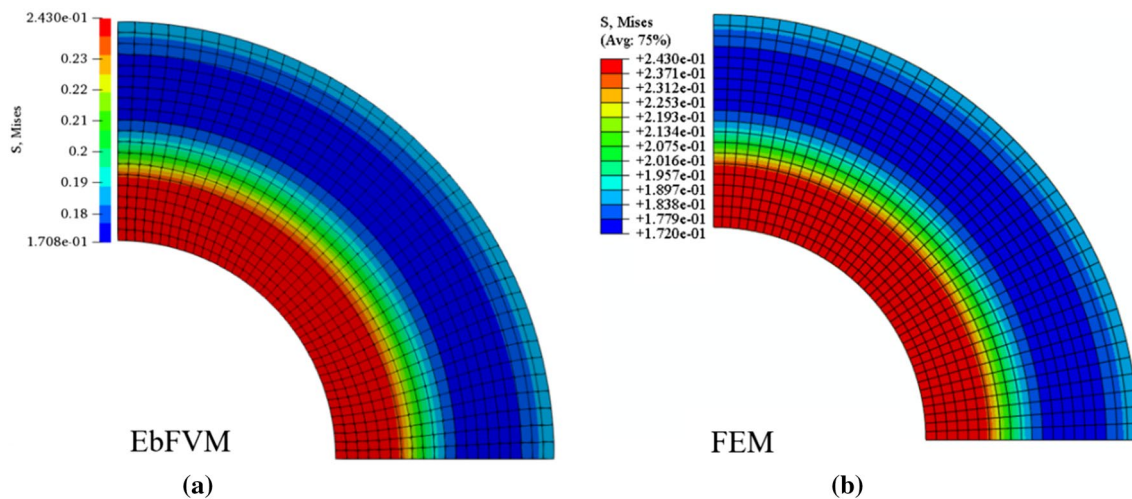 2.430e-01
0.23
0.22
0.21
0.2
0.19
0.18
1.708e-01
S, Mises
EbFVM
(a)
S, Mises
(Avg: 75%)
+2.430e-01
+2.371e-01
+2.312e-01
+2.253e-01
+2.193e-01
+2.134e-01
+2.075e-01
+2.016e-01
+1.957e-01
+1.897e-01
+1.838e-01
+1.779e-01
+1.720e-01
FEM
(b)